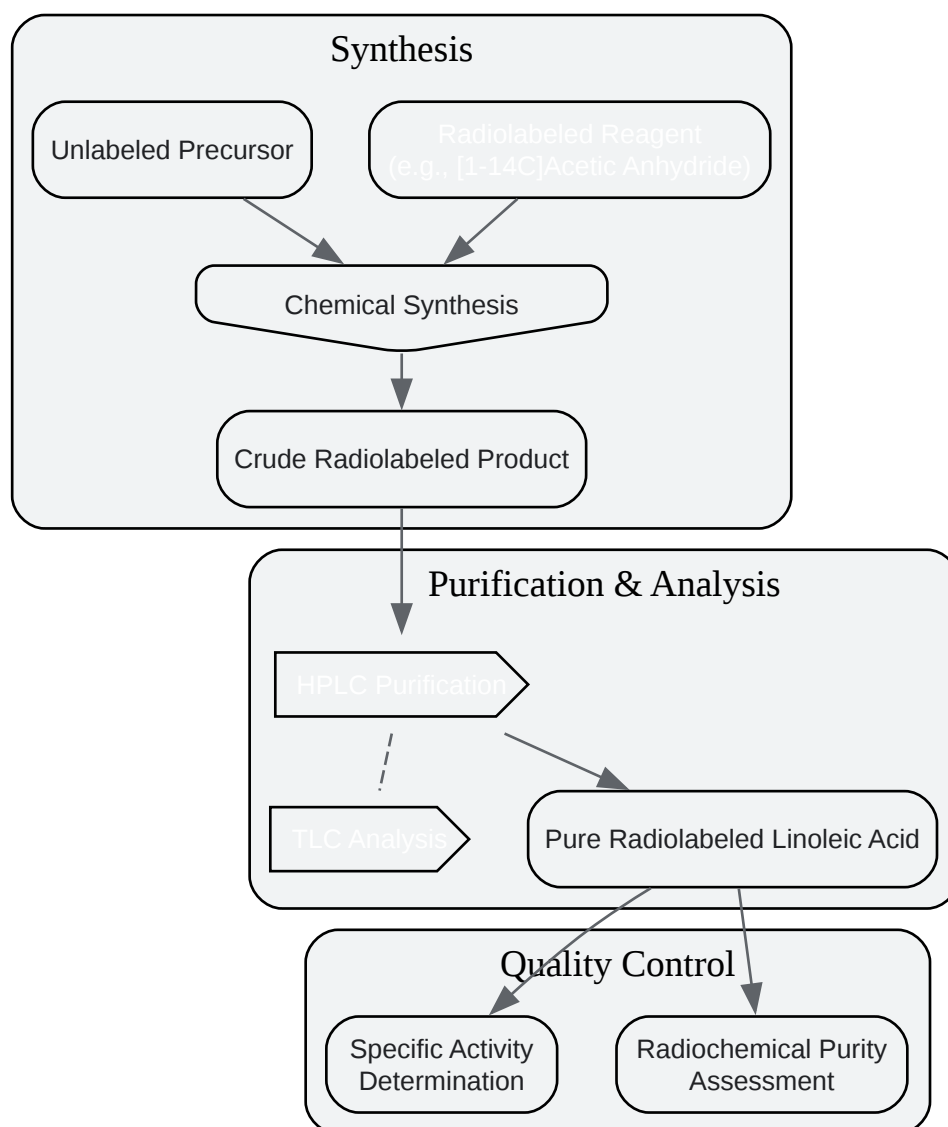 Synthesis
Unlabeled Precursor
Radiolabeled Reagent
(e.g., [1-14C]Acetic Anhydride)
Chemical Synthesis
Crude Radiolabeled Product
Purification & Analysis
HPLC Purification
TLC Analysis
Pure Radiolabeled Linoleic Acid
Quality Control
Specific Activity
Determination
Radiochemical Purity
Assessment